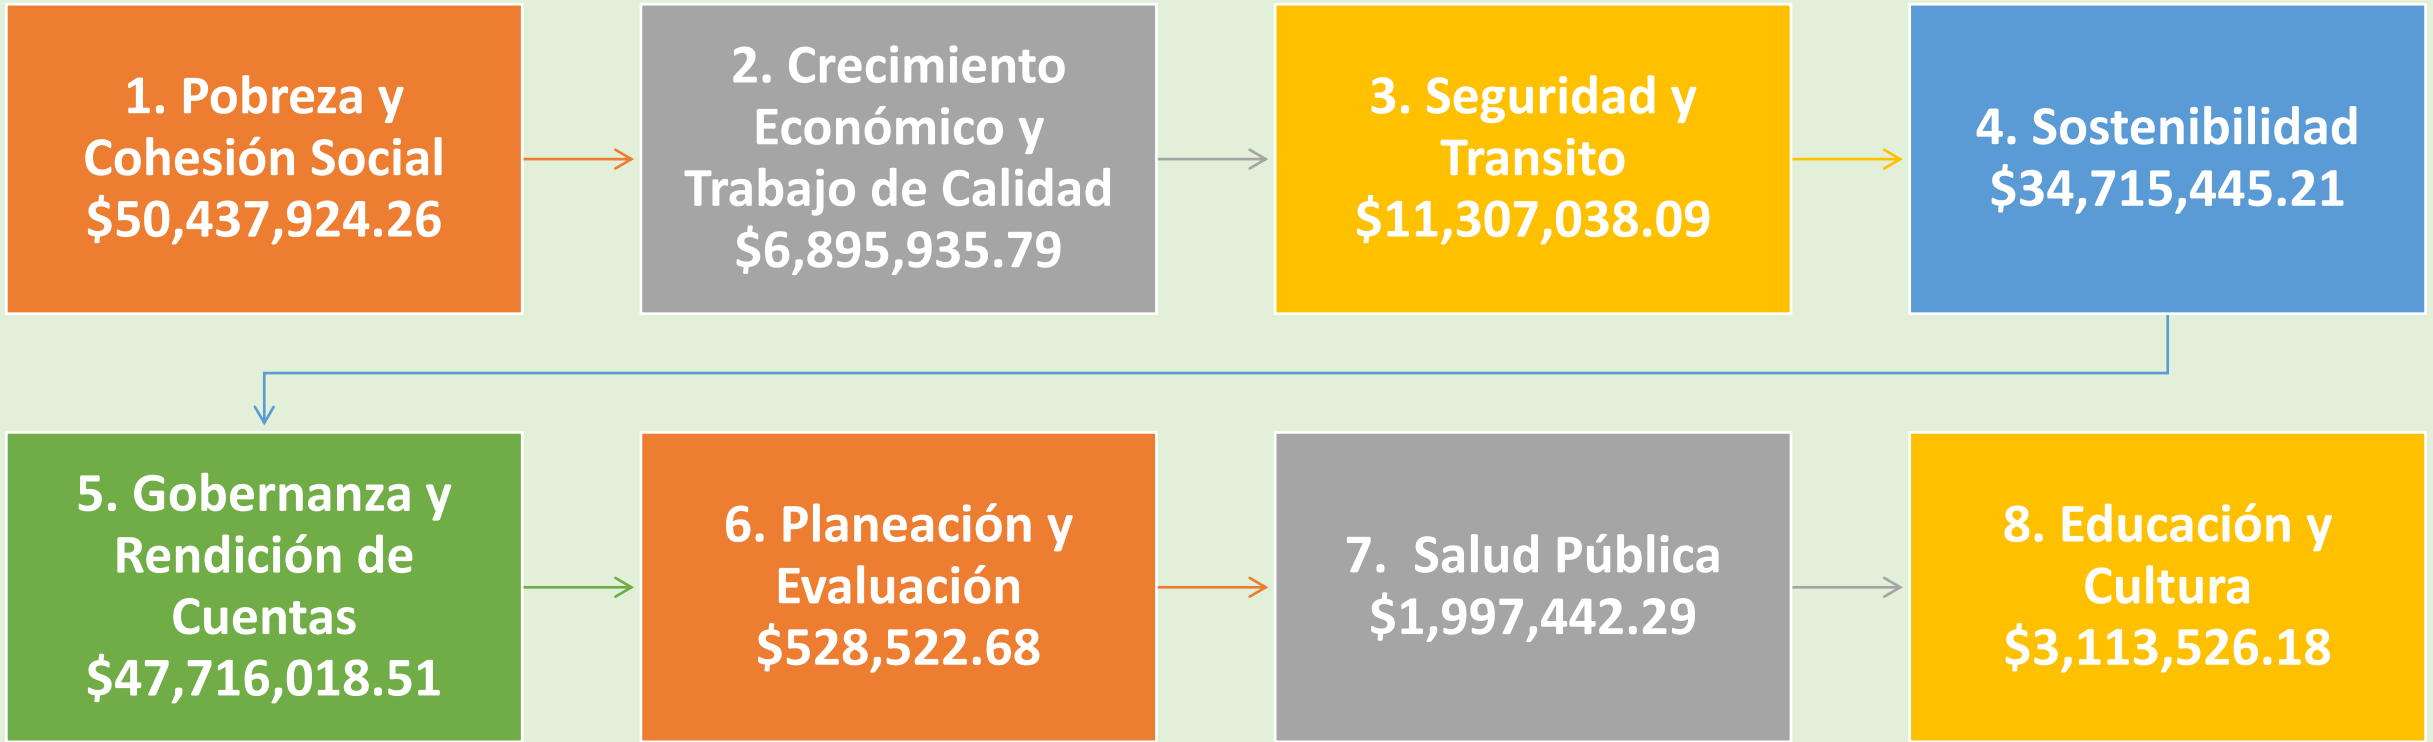 1. Pobreza y
Cohesión Social
$50,437,924.26
2. Crecimiento
Económico y
Trabajo de Calidad
$6,895,935.79
3. Seguridad y
Transito
$11,307,038.09
4. Sostenibilidad
$34,715,445.21
5. Gobernanza y
Rendición de
Cuentas
$47,716,018.51
6. Planeación y
Evaluación
$528,522.68
7.  Salud Pública
$1,997,442.29
8. Educación y
Cultura
$3,113,526.18